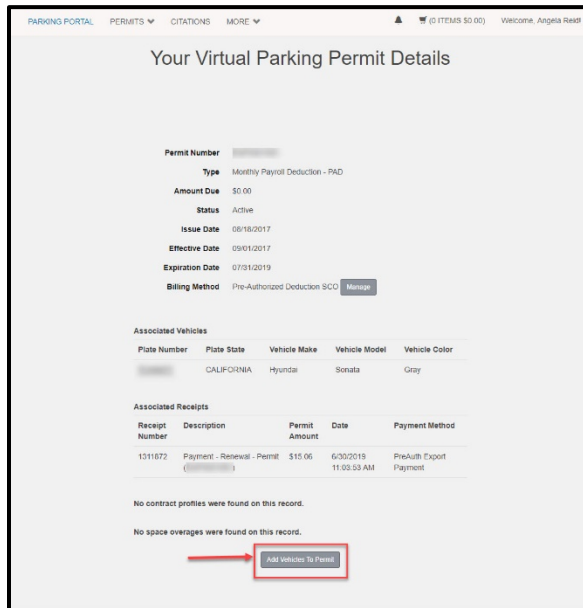 PARKING PORTAL PERMITS CITATIONS MORE (0 ITEMS $0.00) Welcome, Angela Reid!
Your Virtual Parking Permit Details
Permit Number
Type Monthly Payroll Deduction - PAD
Amount Due $0.00
Status Active
Issue Date 08/18/2017
Effective Date 09/01/2017
Expiration Date 07/31/2019
Billing Method Pre-Authorized Deduction SCO Manage
Associated Vehicles
Plate Number Plate State Vehicle Make Vehicle Model Vehicle Color
CALIFORNIA Hyundai Sonata Gray
Associated Receipts
Receipt Number Description Permit Amount Date Payment Method
1311872 Payment - Renewal - Permit ( ) $15.06 6/30/2019 11:03:53 AM PreAuth Export Payment
No contract profiles were found on this record.
No space overages were found on this record.
Add Vehicles To Permit